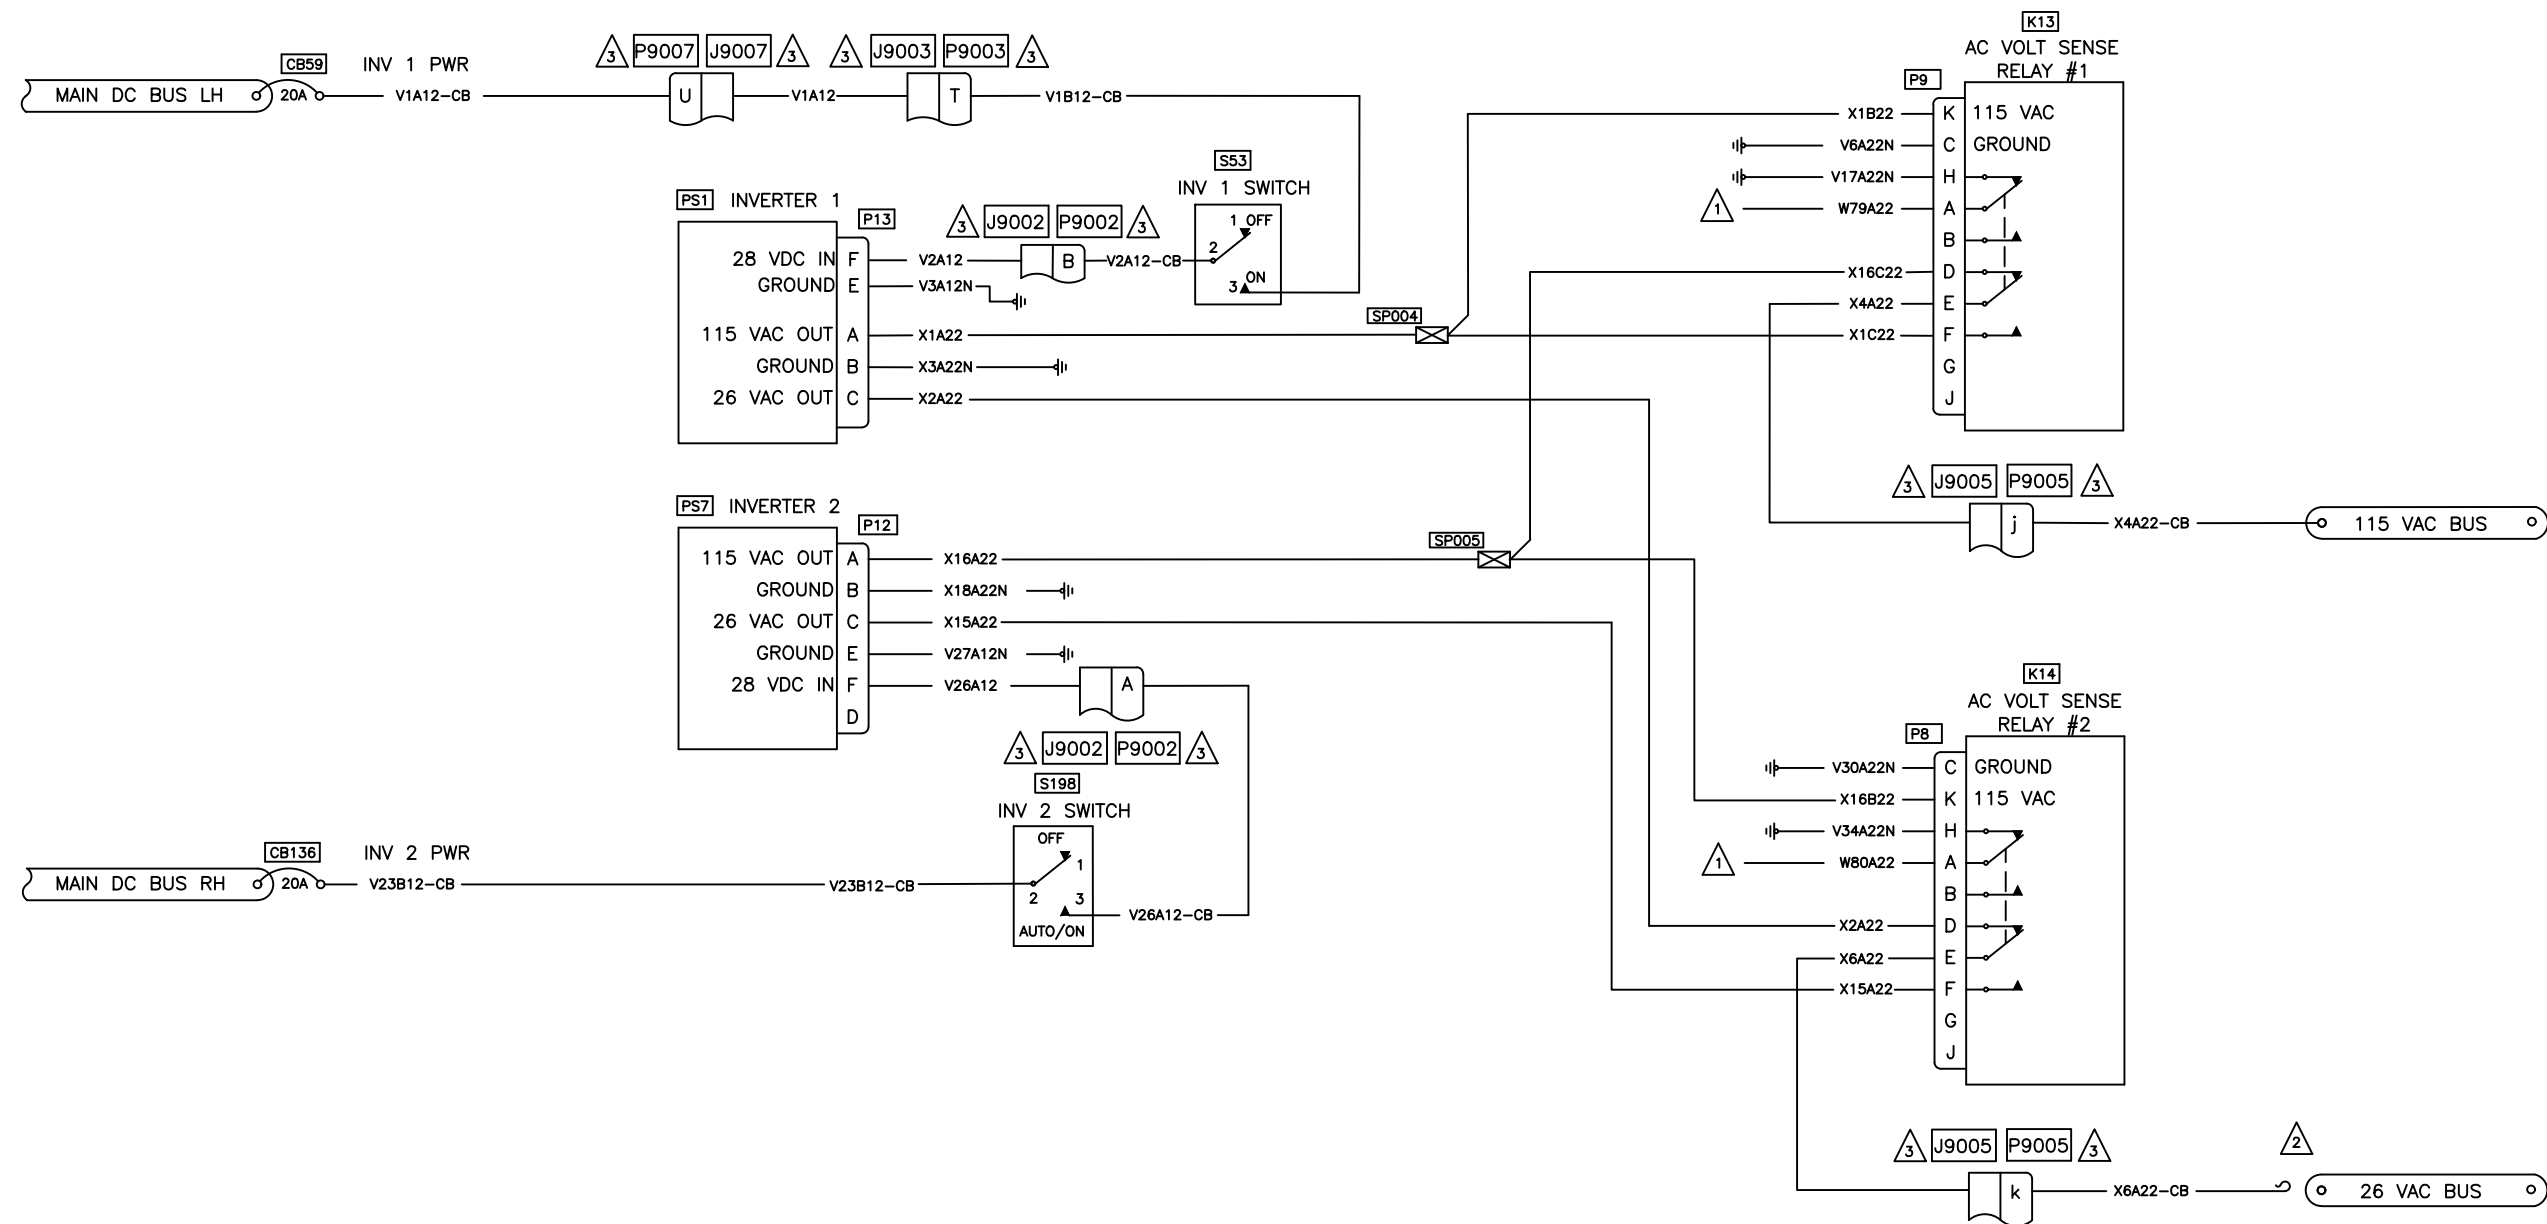 CB59
INV 1 PWR
MAIN DC BUS LH
20A
V1A12-CB
3
P9007
J9007
3
U
V1A12
3
J9003
P9003
3
T
V1B12-CB
S53
INV 1 SWITCH
1 OFF
2
ON
3
PS1 INVERTER 1
P13
28 VDC IN F V2A12
3
J9002
P9002
3
B
V2A12-CB
GROUND E V3A12N
115 VAC OUT A X1A22
GROUND B X3A22N
26 VAC OUT C X2A22
SP004
K13
AC VOLT SENSE
RELAY #1
P9
X1B22 K 115 VAC
V6A22N C GROUND
V17A22N H
1 W79A22 A
B
X16C22 D
X4A22 E
X1C22 F
G
J
3
J9005
P9005
3
j
X4A22-CB
115 VAC BUS
PS7 INVERTER 2
P12
115 VAC OUT A X16A22
GROUND B X18A22N
26 VAC OUT C X15A22
GROUND E V27A12N
28 VDC IN F V26A12
D
A
SP005
3
J9002
P9002
3
S198
INV 2 SWITCH
OFF
1
2
3
AUTO/ON
V26A12-CB
CB136
INV 2 PWR
MAIN DC BUS RH
20A
V23B12-CB
V23B12-CB
K14
AC VOLT SENSE
RELAY #2
P8
V30A22N C GROUND
X16B22 K 115 VAC
V34A22N H
1 W80A22 A
B
X2A22 D
X6A22 E
X15A22 F
G
J
3
J9005
P9005
3
k
X6A22-CB
2
26 VAC BUS